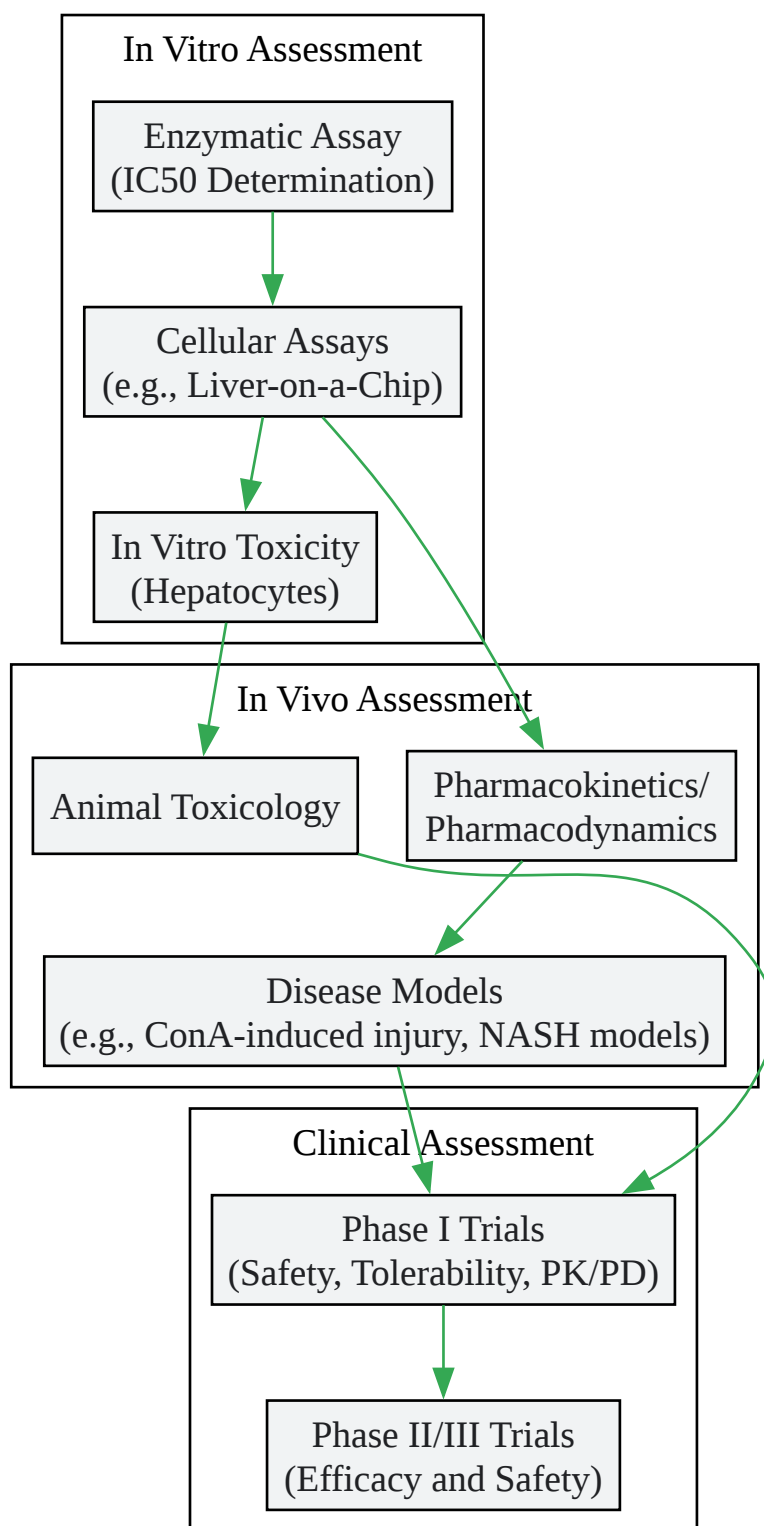 In Vitro Assessment
Enzymatic Assay
(IC50 Determination)
Cellular Assays
(e.g., Liver-on-a-Chip)
In Vitro Toxicity
(Hepatocytes)
In Vivo Assessment
Animal Toxicology
Pharmacokinetics/
Pharmacodynamics
Disease Models
(e.g., ConA-induced injury, NASH models)
Clinical Assessment
Phase I Trials
(Safety, Tolerability, PK/PD)
Phase II/III Trials
(Efficacy and Safety)